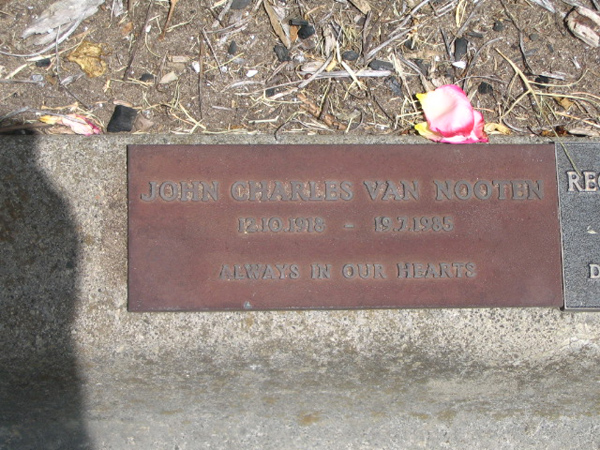 JOHN CHARLES VAN NOOTEN
12.10.1918 - 19.7.1985
ALWAYS IN OUR HEARTS